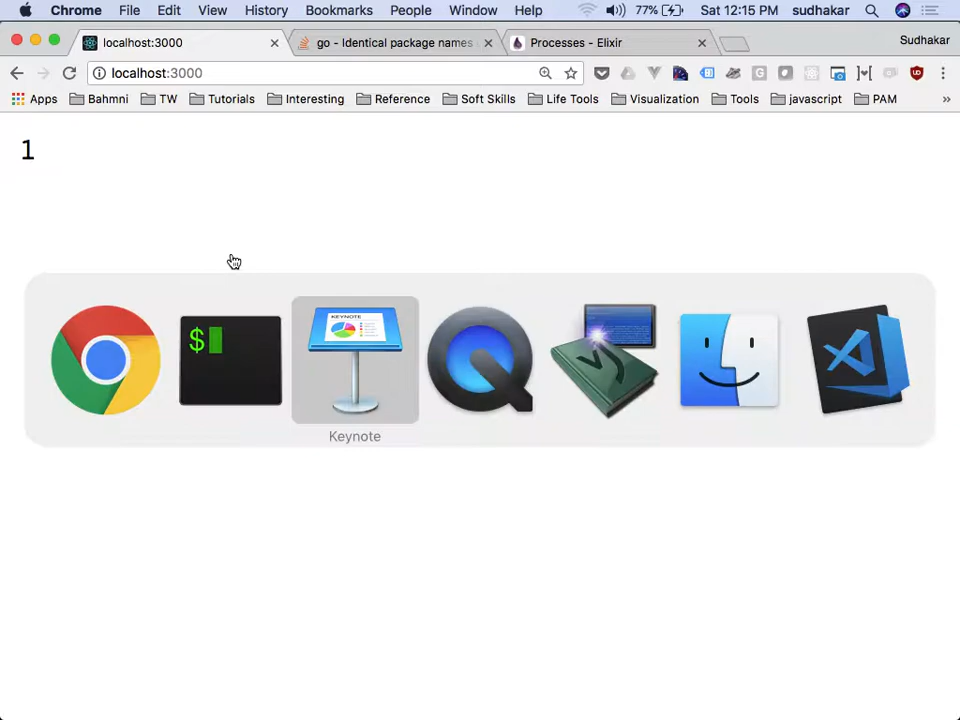 Chrome File Edit View History Bookmarks People Window Help 77% Sat 12:15 PM sudhakar
localhost:3000 go - Identical package names Processes - Elixir Sudhakar
localhost:3000
Apps Bahmni TW Tutorials Interesting Reference Soft Skills Life Tools Visualization Tools javascript PAM »
1
$
KEYNOTE
Keynote